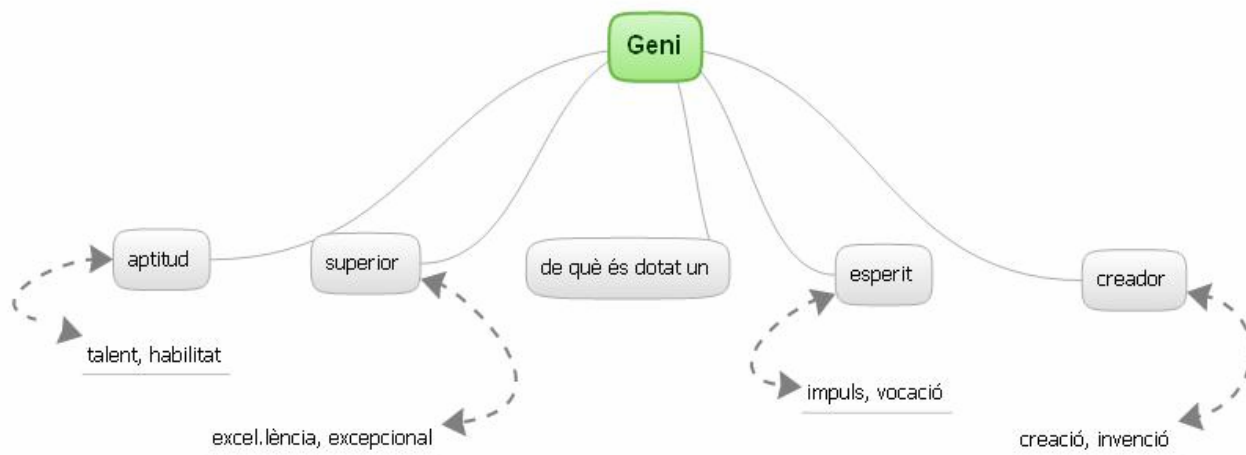 Geni
aptitud
superior
de què és dotat un
esperit
creador
talent, habilitat
impuls, vocació
excel.lència, excepcional
creació, invenció